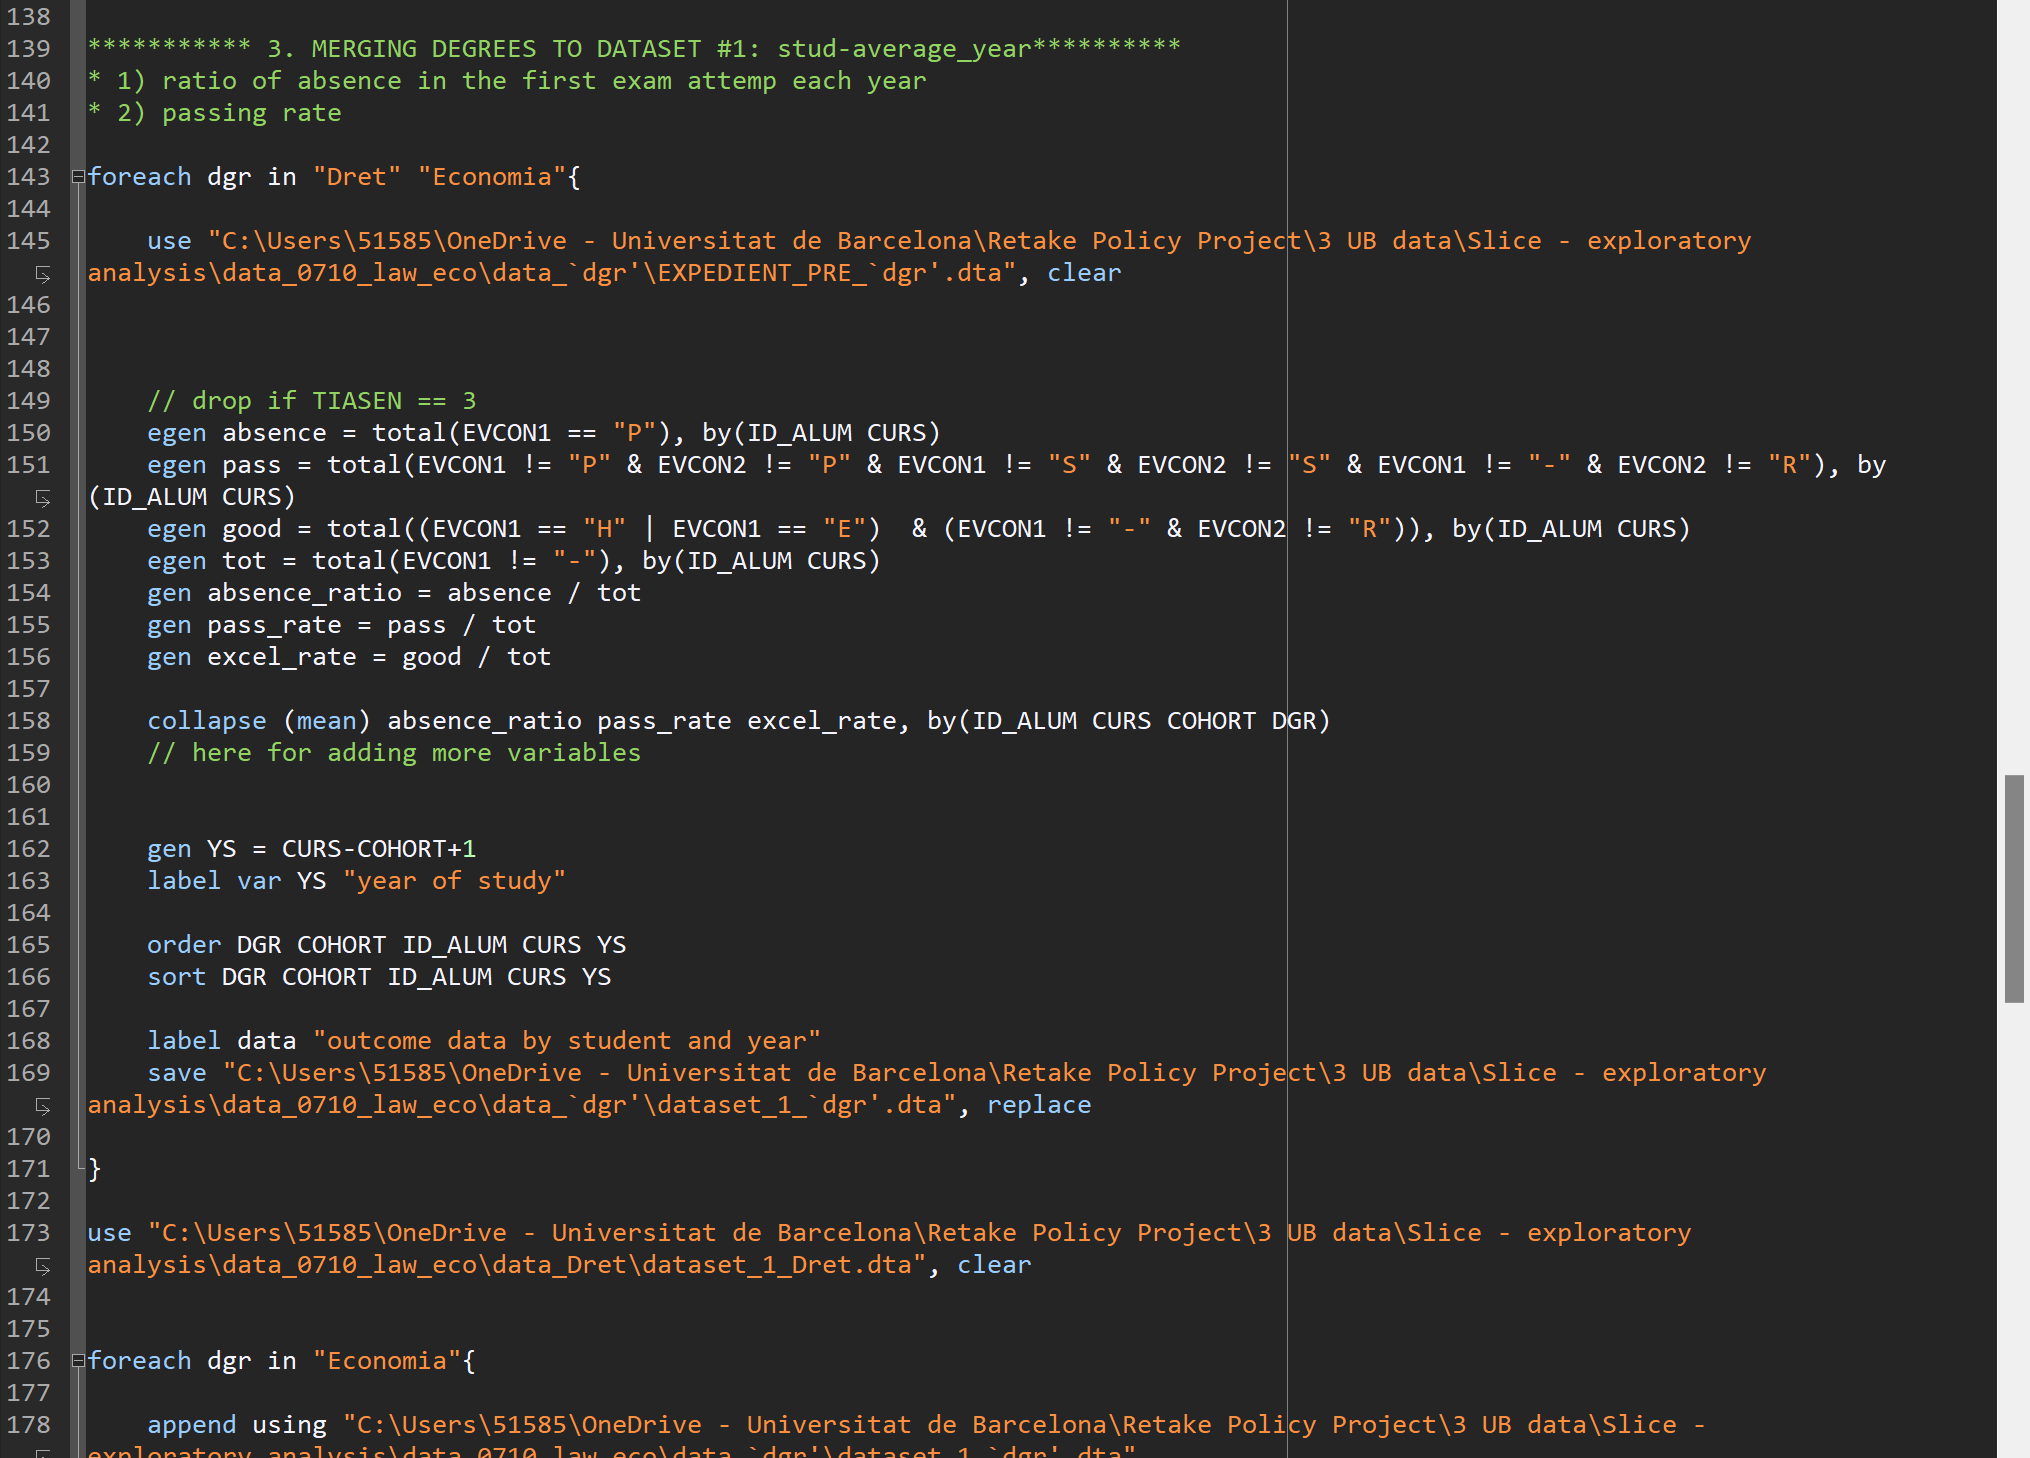 138
139 *********** 3. MERGING DEGREES TO DATASET #1: stud-average_year**********
140 * 1) ratio of absence in the first exam attemp each year
141 * 2) passing rate
142
143 foreach dgr in "Dret" "Economia"{
144
145     use "C:\Users\51585\OneDrive - Universitat de Barcelona\Retake Policy Project\3 UB data\Slice - exploratory
analysis\data_0710_law_eco\data_`dgr'\EXPEDIENT_PRE_`dgr'.dta", clear
146
147
148
149     // drop if TIASEN == 3
150     egen absence = total(EVCON1 == "P"), by(ID_ALUM CURS)
151     egen pass = total(EVCON1 != "P" & EVCON2 != "P" & EVCON1 != "S" & EVCON2 != "S" & EVCON1 != "-" & EVCON2 != "R"), by
(ID_ALUM CURS)
152     egen good = total((EVCON1 == "H" | EVCON1 == "E")  & (EVCON1 != "-" & EVCON2 != "R")), by(ID_ALUM CURS)
153     egen tot = total(EVCON1 != "-"), by(ID_ALUM CURS)
154     gen absence_ratio = absence / tot
155     gen pass_rate = pass / tot
156     gen excel_rate = good / tot
157
158     collapse (mean) absence_ratio pass_rate excel_rate, by(ID_ALUM CURS COHORT DGR)
159     // here for adding more variables
160
161
162     gen YS = CURS-COHORT+1
163     label var YS "year of study"
164
165     order DGR COHORT ID_ALUM CURS YS
166     sort DGR COHORT ID_ALUM CURS YS
167
168     label data "outcome data by student and year"
169     save "C:\Users\51585\OneDrive - Universitat de Barcelona\Retake Policy Project\3 UB data\Slice - exploratory
analysis\data_0710_law_eco\data_`dgr'\dataset_1_`dgr'.dta", replace
170
171 }
172
173 use "C:\Users\51585\OneDrive - Universitat de Barcelona\Retake Policy Project\3 UB data\Slice - exploratory
analysis\data_0710_law_eco\data_Dret\dataset_1_Dret.dta", clear
174
175
176 foreach dgr in "Economia"{
177
178     append using "C:\Users\51585\OneDrive - Universitat de Barcelona\Retake Policy Project\3 UB data\Slice -
exploratory analysis\data_0710_law_eco\data_`dgr'\dataset_1_`dgr'.dta"